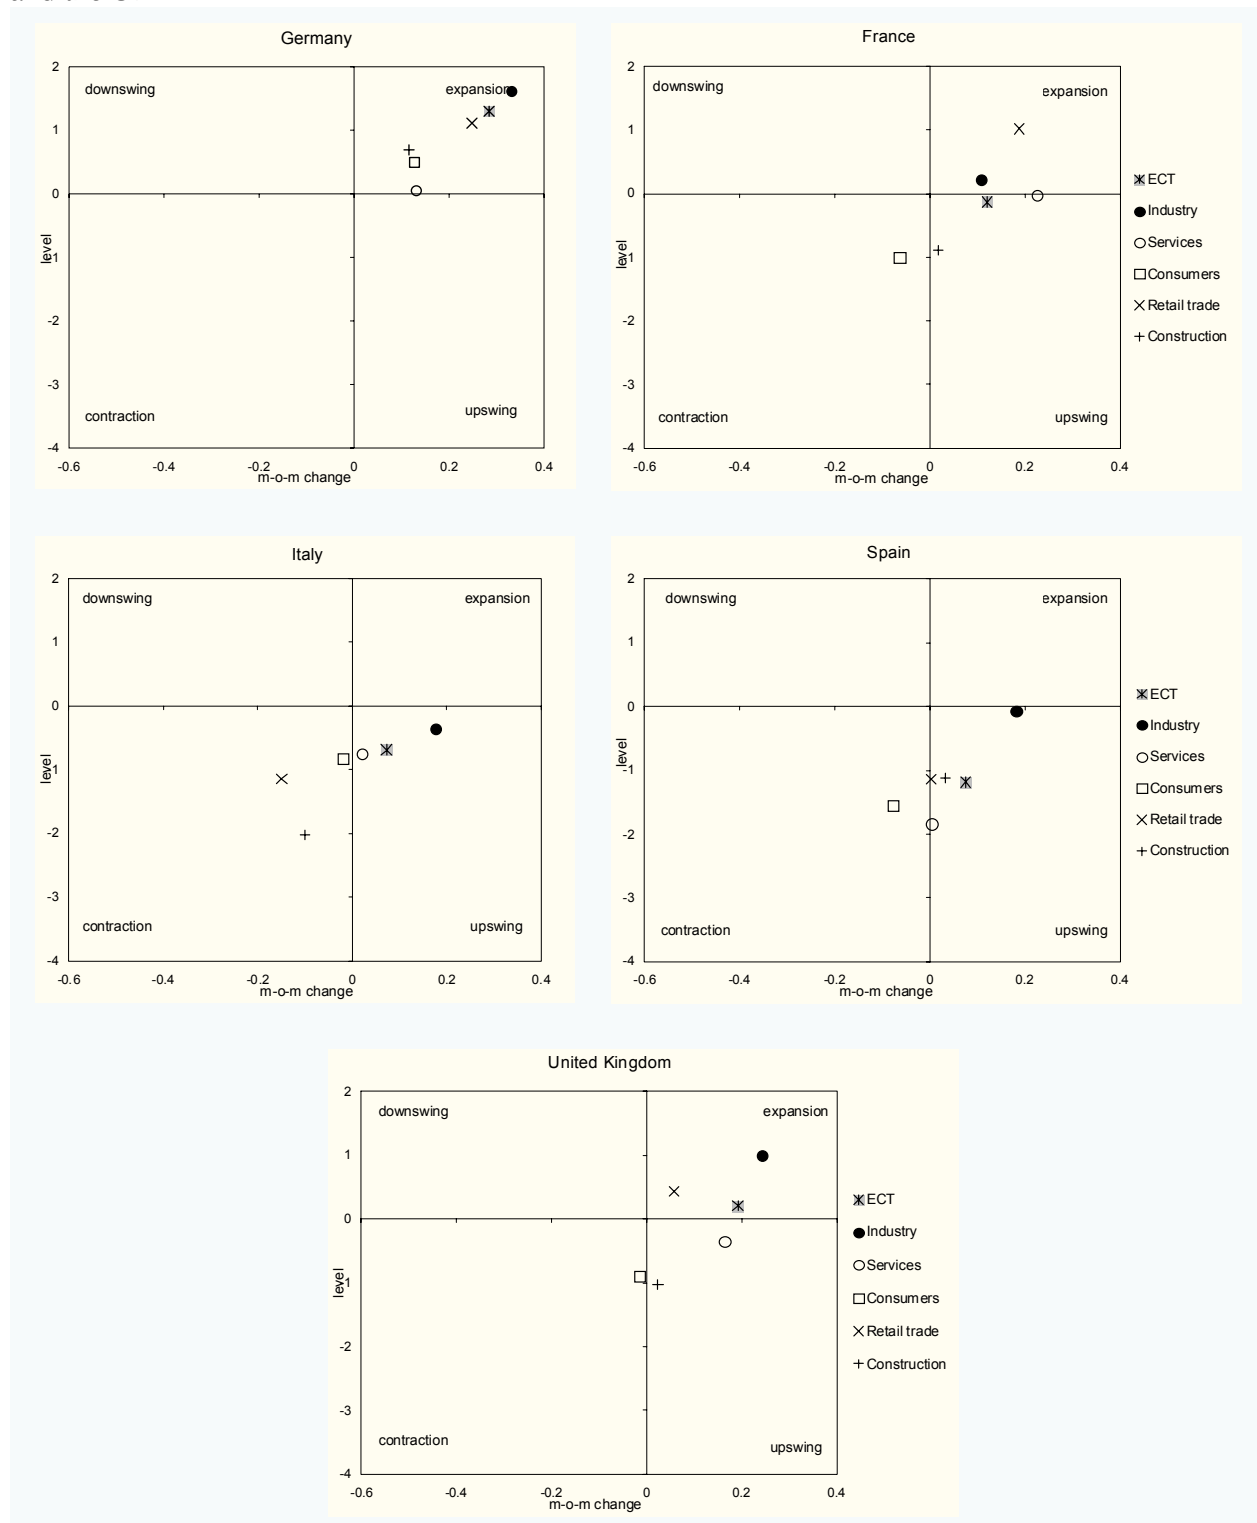 Germany
2
downswing
expansion
1
0
level
-1
-2
-3
contraction
upswing
-4
-0.6
-0.4
-0.2
0
0.2
0.4
m-o-m change
France
2
downswing
expansion
1
0
level
-1
-2
-3
contraction
upswing
-4
-0.6
-0.4
-0.2
0
0.2
0.4
m-o-m change
ECT
Industry
Services
Consumers
Retail trade
Construction
Italy
2
downswing
expansion
1
0
level
-1
-2
-3
contraction
upswing
-4
-0.6
-0.4
-0.2
0
0.2
0.4
m-o-m change
Spain
2
downswing
expansion
1
0
level
-1
-2
-3
contraction
upswing
-4
-0.6
-0.4
-0.2
0
0.2
0.4
m-o-m change
ECT
Industry
Services
Consumers
Retail trade
Construction
United Kingdom
2
downswing
expansion
1
0
level
-1
-2
-3
contraction
upswing
-4
-0.6
-0.4
-0.2
0
0.2
0.4
m-o-m change
ECT
Industry
Services
Consumers
Retail trade
Construction